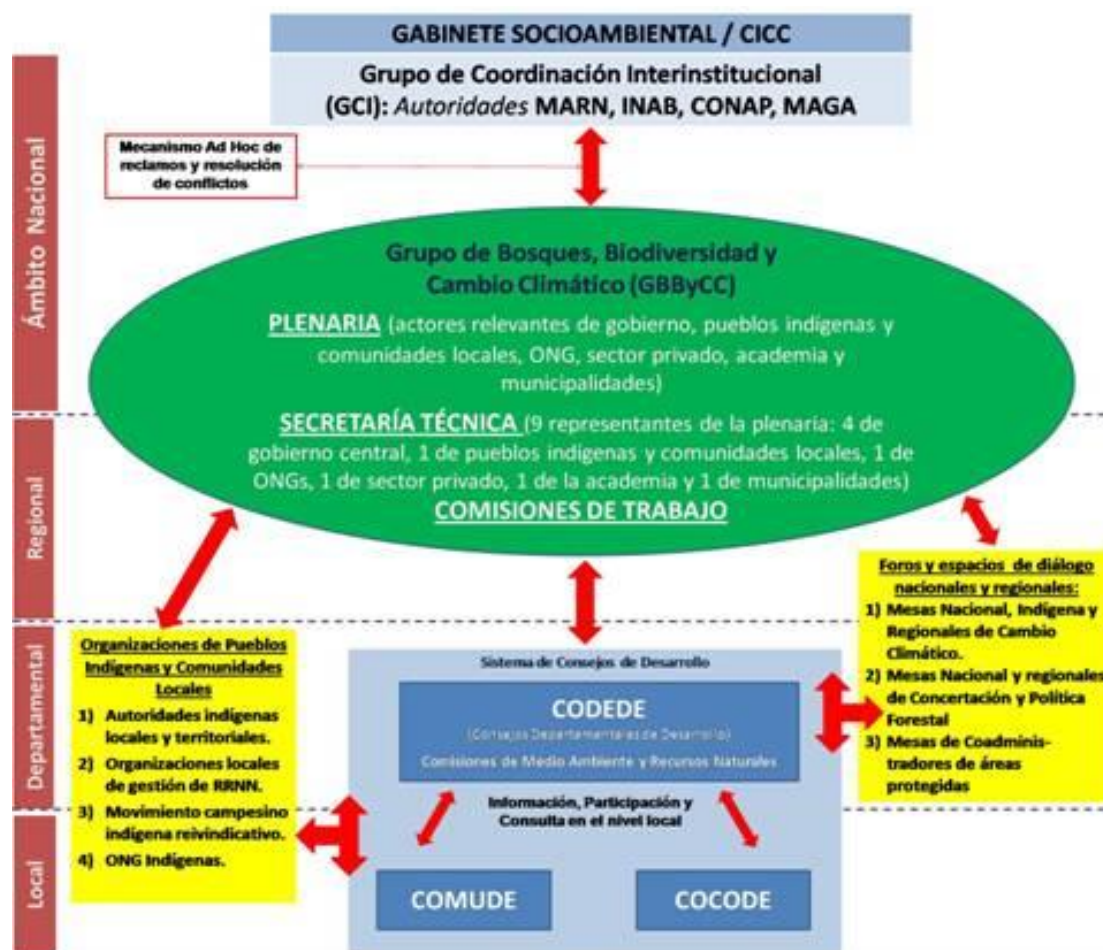 GABINETE SOCIOAMBIENTAL / CICC
Grupo de Coordinación Interinstitucional
(GCI): Autoridades MARN, INAB, CONAP, MAGA
Mecanismo Ad Hoc de
reclamos y resolución
de conflictos
Ámbito Nacional
Grupo de Bosques, Biodiversidad y
Cambio Climático (GBByCC)
PLENARIA (actores relevantes de gobierno, pueblos indígenas y
comunidades locales, ONG, sector privado, academia y
municipalidades)
SECRETARÍA TÉCNICA (9 representantes de la plenaria: 4 de
gobierno central, 1 de pueblos indígenas y comunidades locales, 1 de
ONGs, 1 de sector privado, 1 de la academia y 1 de municipalidades)
COMISIONES DE TRABAJO
Regional
Foros y espacios de diálogo
nacionales y regionales:
1) Mesas Nacional, Indígena y
Regionales de Cambio
Climático.
2) Mesas Nacional y regionales
de Concertación y Política
Forestal
3) Mesas de Coadminis-
tradores de áreas
protegidas
Departamental
Organizaciones de Pueblos
Indígenas y Comunidades
Locales
1) Autoridades indígenas
locales y territoriales.
2) Organizaciones locales
de gestión de RRNN.
3) Movimiento campesino
indígena reivindicativo.
4) ONG Indígenas.
Sistema de Consejos de Desarrollo
CODEDE
(Consejos Departamentales de Desarrollo)
Comisiones de Medio Ambiente y Recursos Naturales
Información, Participación y
Consulta en el nivel local
Local
COMUDE
COCODE